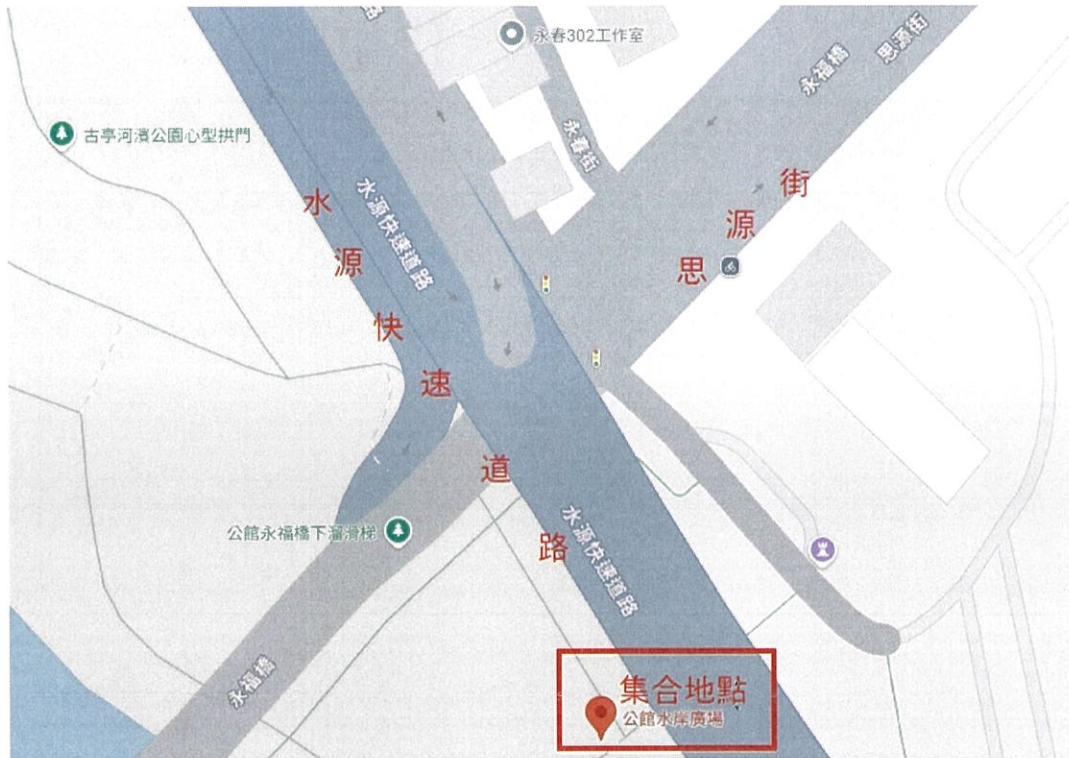 路
永春302工作室
永福橋
思源街
古亭河濱公園心型拱門
永春街
水源快速道路
思源街
水源快速道路
公館永福橋下溜滑梯
水源快速道路
永福橋
集合地點
公館水岸廣場